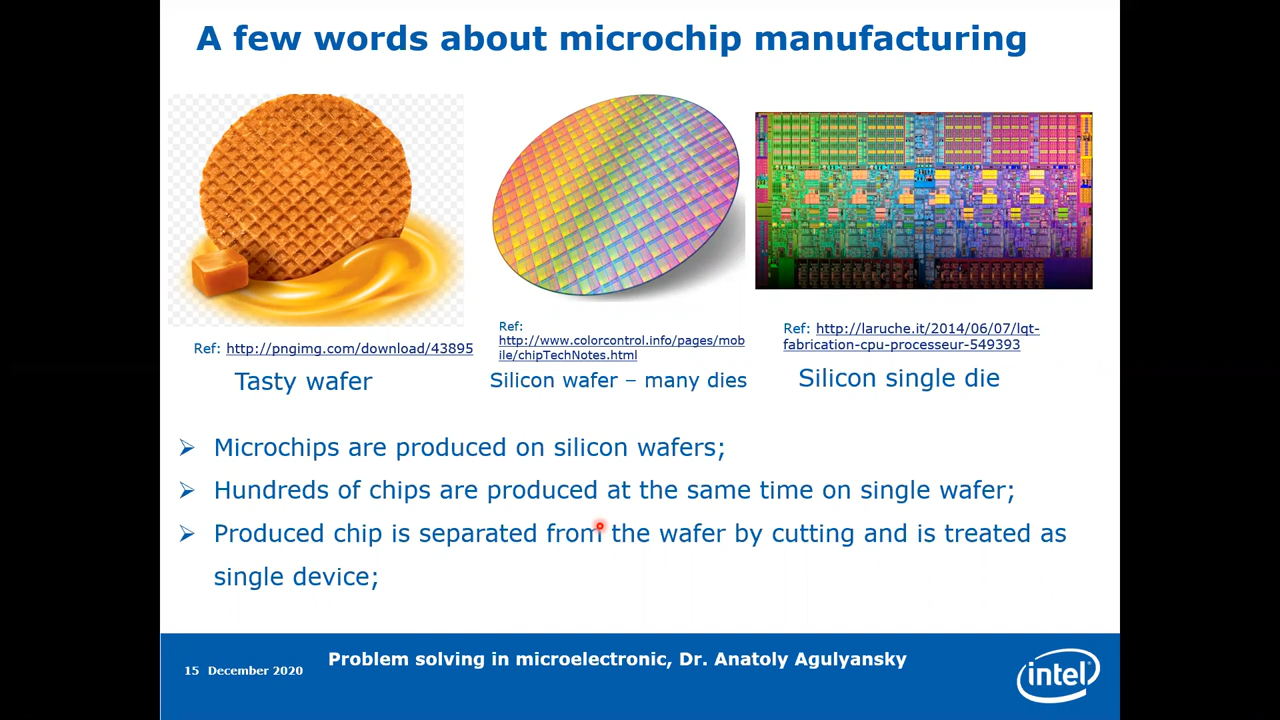 A few words about microchip manufacturing
Ref: http://pngimg.com/download/43895
Tasty wafer
Ref:
http://www.colorcontrol.info/pages/mob
ile/chipTechNotes.html
Silicon wafer – many dies
Ref: http://laruche.it/2014/06/07/lqt-
fabrication-cpu-processeur-549393
Silicon single die
Microchips are produced on silicon wafers;
Hundreds of chips are produced at the same time on single wafer;
Produced chip is separated from the wafer by cutting and is treated as
single device;
15 December 2020
Problem solving in microelectronic, Dr. Anatoly Agulyansky
intel